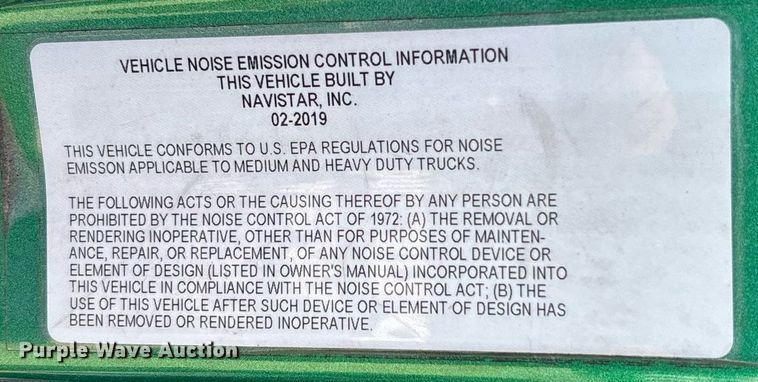 VEHICLE NOISE EMISSION CONTROL INFORMATION
THIS VEHICLE BUILT BY
NAVISTAR, INC.
02-2019
THIS VEHICLE CONFORMS TO U.S. EPA REGULATIONS FOR NOISE
EMISSON APPLICABLE TO MEDIUM AND HEAVY DUTY TRUCKS.
THE FOLLOWING ACTS OR THE CAUSING THEREOF BY ANY PERSON ARE
PROHIBITED BY THE NOISE CONTROL ACT OF 1972: (A) THE REMOVAL OR
RENDERING INOPERATIVE, OTHER THAN FOR PURPOSES OF MAINTEN-
ANCE, REPAIR, OR REPLACEMENT, OF ANY NOISE CONTROL DEVICE OR
ELEMENT OF DESIGN (LISTED IN OWNER'S MANUAL) INCORPORATED INTO
THIS VEHICLE IN COMPLIANCE WITH THE NOISE CONTROL ACT; (B) THE
USE OF THIS VEHICLE AFTER SUCH DEVICE OR ELEMENT OF DESIGN HAS
BEEN REMOVED OR RENDERED INOPERATIVE.
Purple Wave Auction